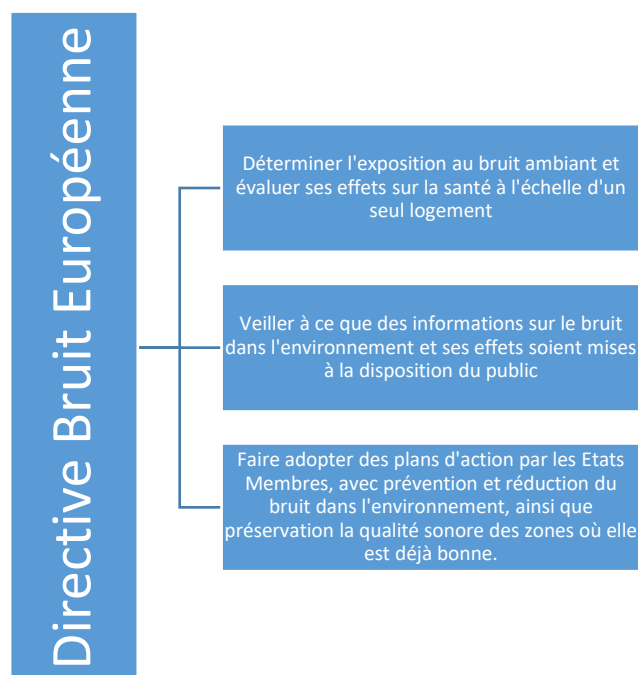 Directive Bruit Européenne
Déterminer l'exposition au bruit ambiant et
évaluer ses effets sur la santé à l'échelle d'un
seul logement
Veiller à ce que des informations sur le bruit
dans l'environnement et ses effets soient mises
à la disposition du public
Faire adopter des plans d'action par les Etats
Membres, avec prévention et réduction du
bruit dans l'environnement, ainsi que
préservation la qualité sonore des zones où elle
est déjà bonne.